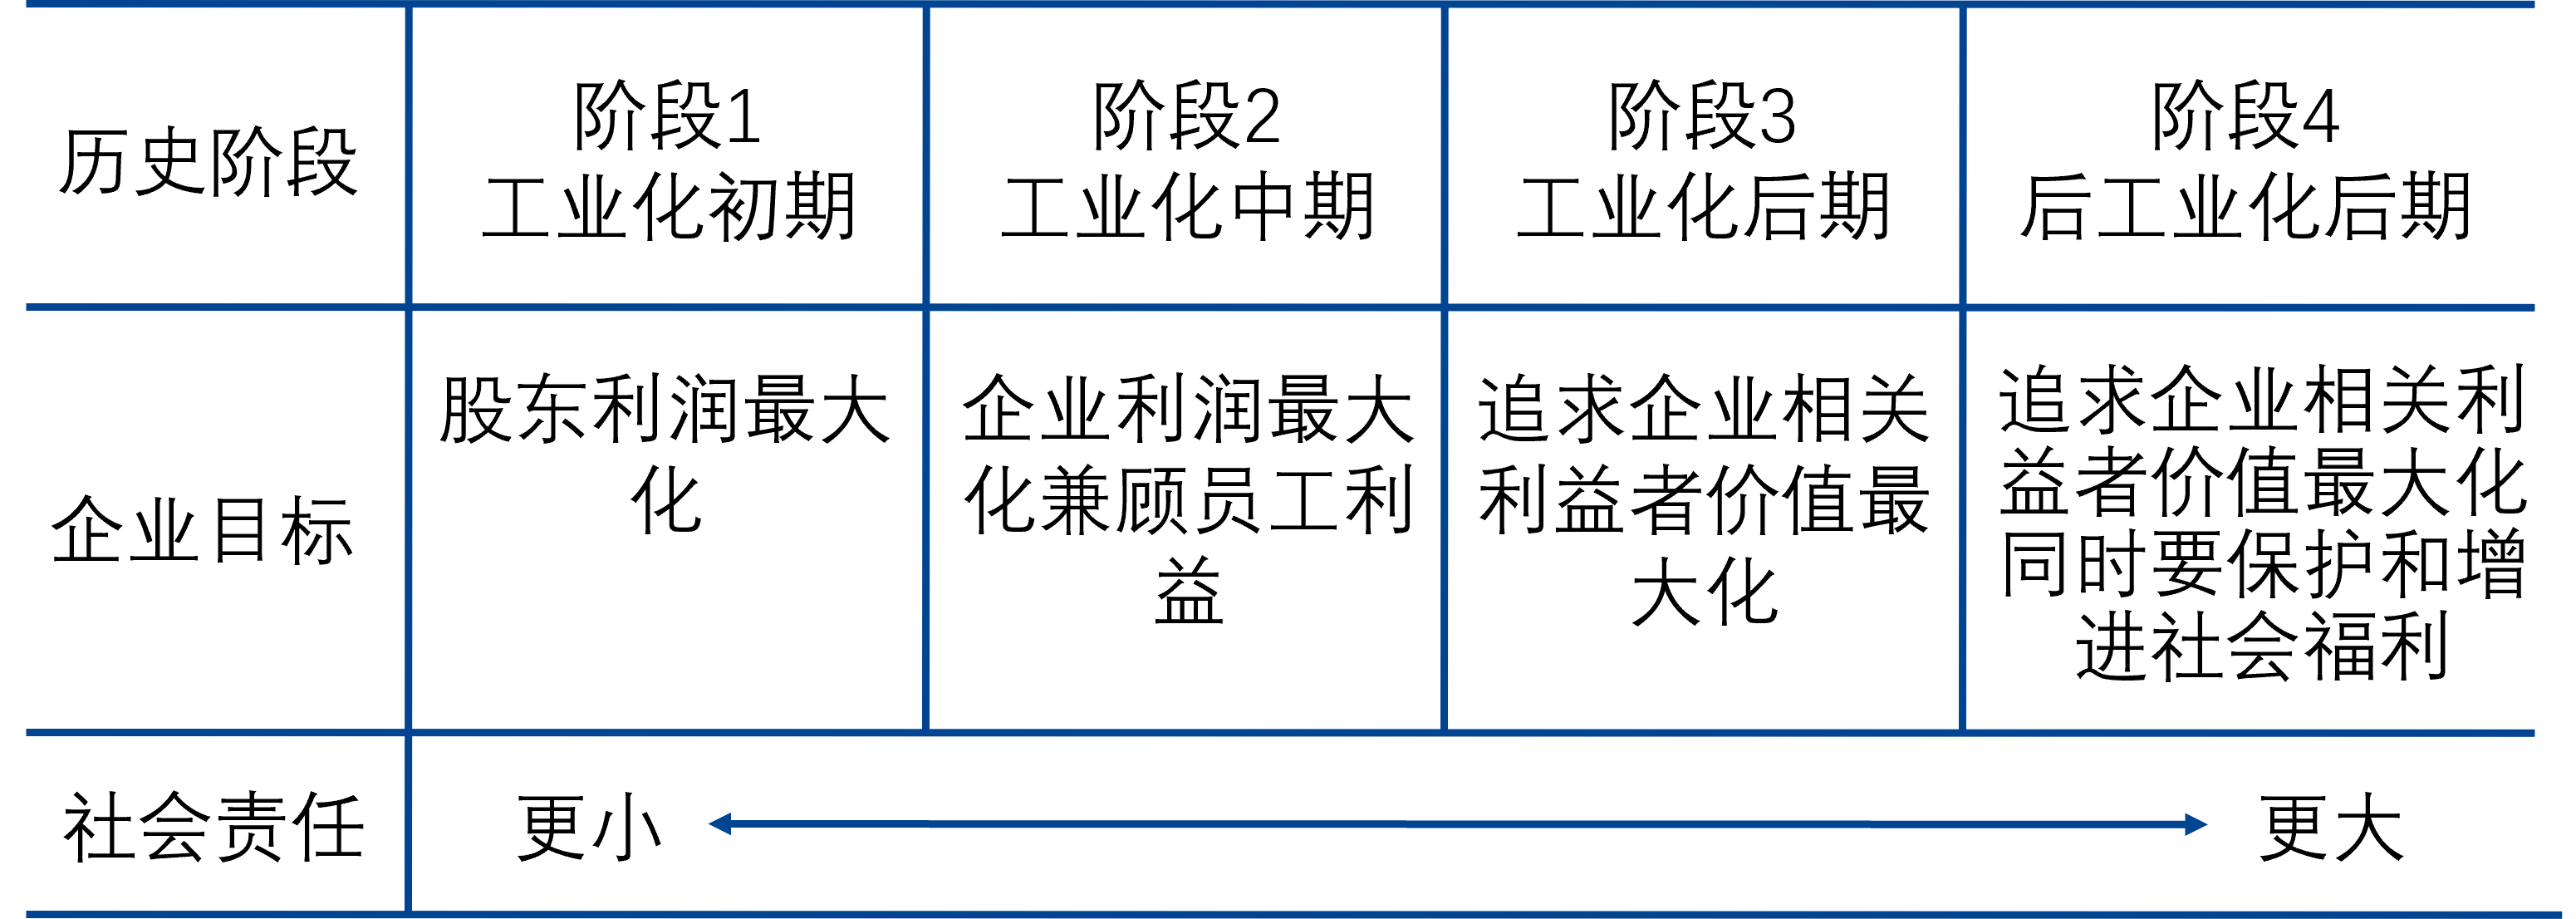 历史阶段
阶段1
工业化初期
阶段2
工业化中期
阶段3
工业化后期
阶段4
后工业化后期
企业目标
股东利润最大
化
企业利润最大
化兼顾员工利
益
追求企业相关
利益者价值最
大化
追求企业相关利
益者价值最大化
同时要保护和增
进社会福利
社会责任
更小
更大